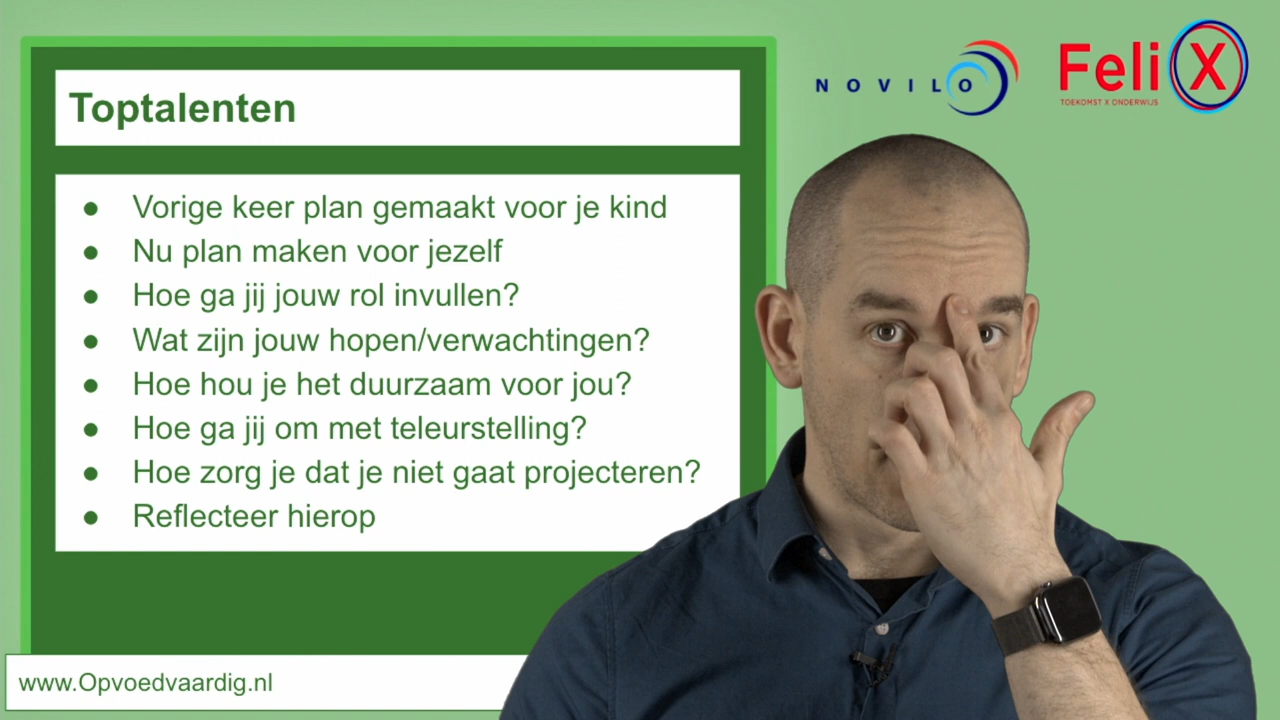 Toptalenten
Vorige keer plan gemaakt voor je kind
Nu plan maken voor jezelf
Hoe ga jij jouw rol invullen?
Wat zijn jouw hopen/verwachtingen?
Hoe hou je het duurzaam voor jou?
Hoe ga jij om met teleurstelling?
Hoe zorg je dat je niet gaat projecteren?
Reflecteer hierop
www.Opvoedvaardig.nl
NOVILO
FeliX
TOEKOMST X ONDERWIJS